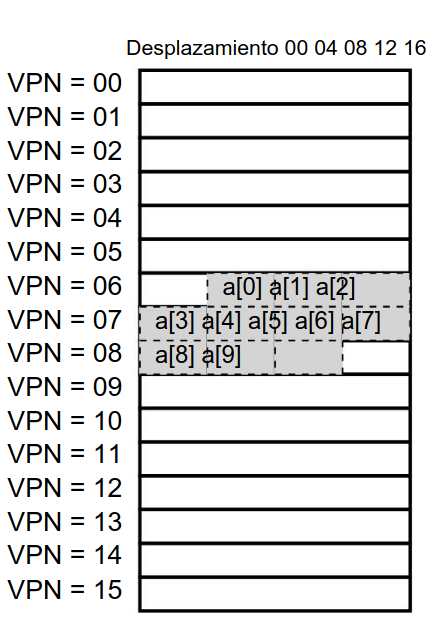 Desplazamiento 00 04 08 12 16
VPN = 00
VPN = 01
VPN = 02
VPN = 03
VPN = 04
VPN = 05
VPN = 06 a[0] a[1] a[2]
VPN = 07 a[3] a[4] a[5] a[6] a[7]
VPN = 08 a[8] a[9]
VPN = 09
VPN = 10
VPN = 11
VPN = 12
VPN = 13
VPN = 14
VPN = 15